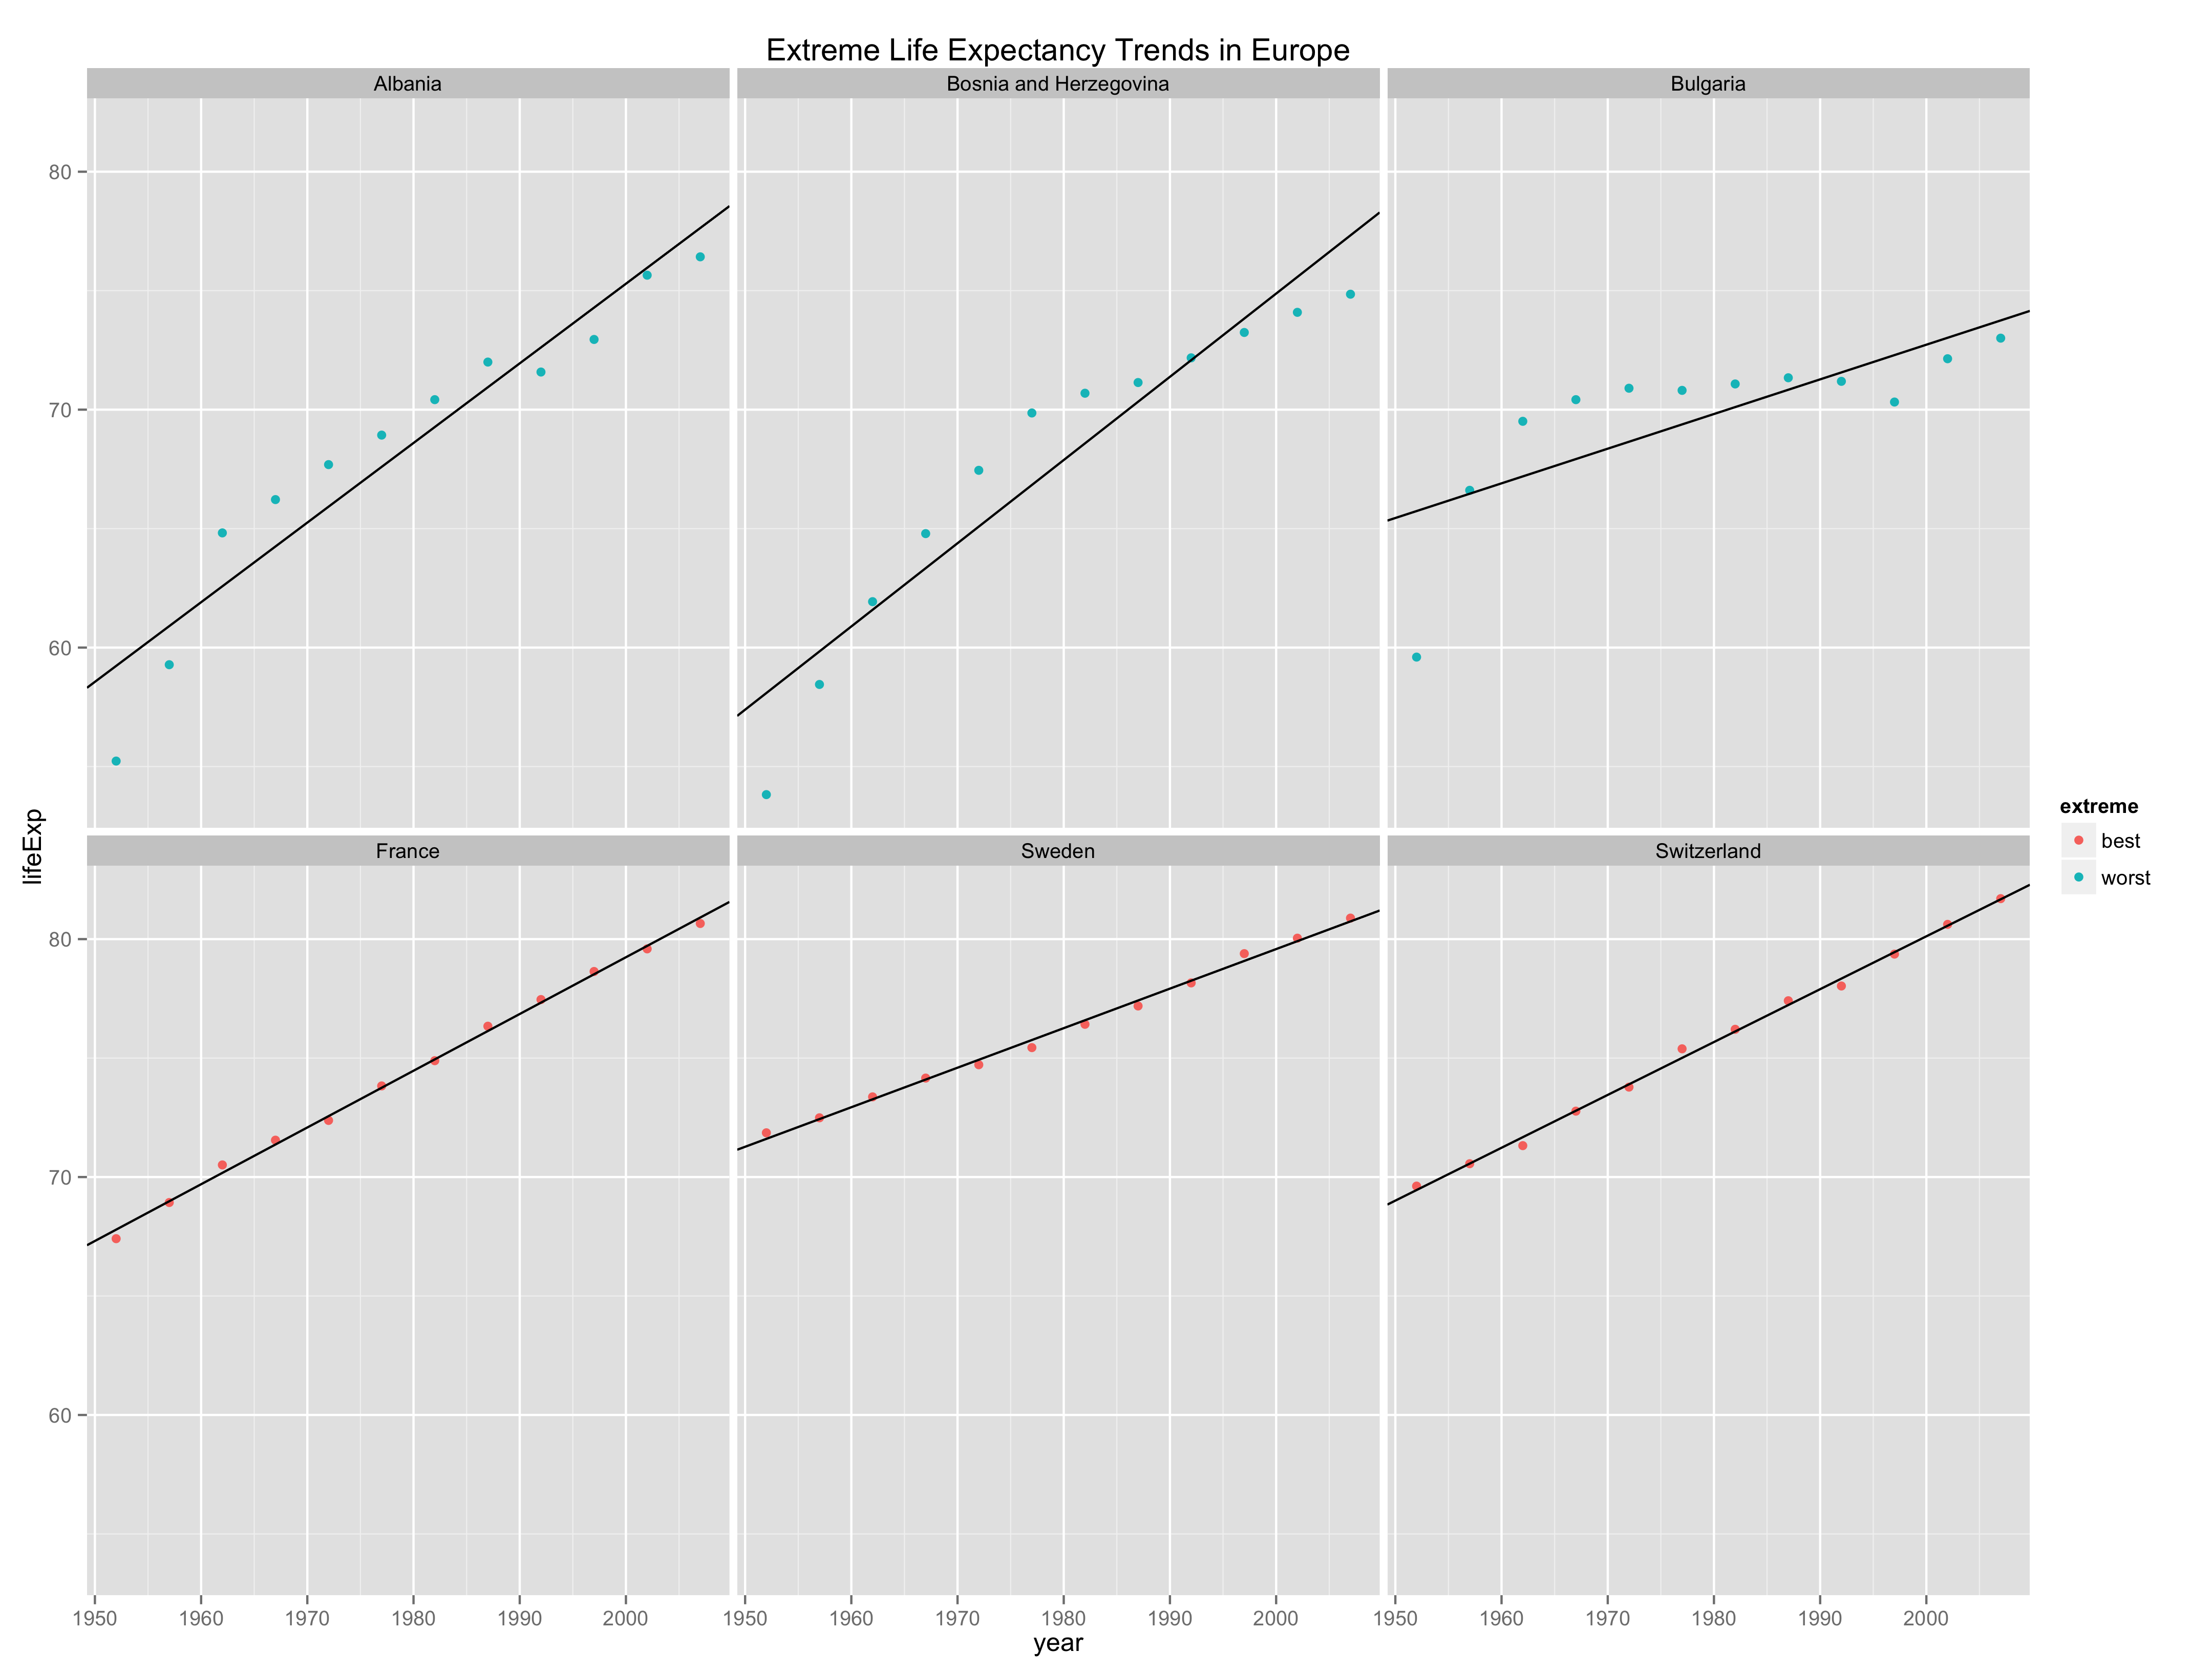 Extreme Life Expectancy Trends in Europe
Albania Bosnia and Herzegovina Bulgaria
80
70
60
France Sweden Switzerland
80
70
60
1950 1960 1970 1980 1990 2000 1950 1960 1970 1980 1990 2000 1950 1960 1970 1980 1990 2000
year
lifeExp
extreme
best
worst